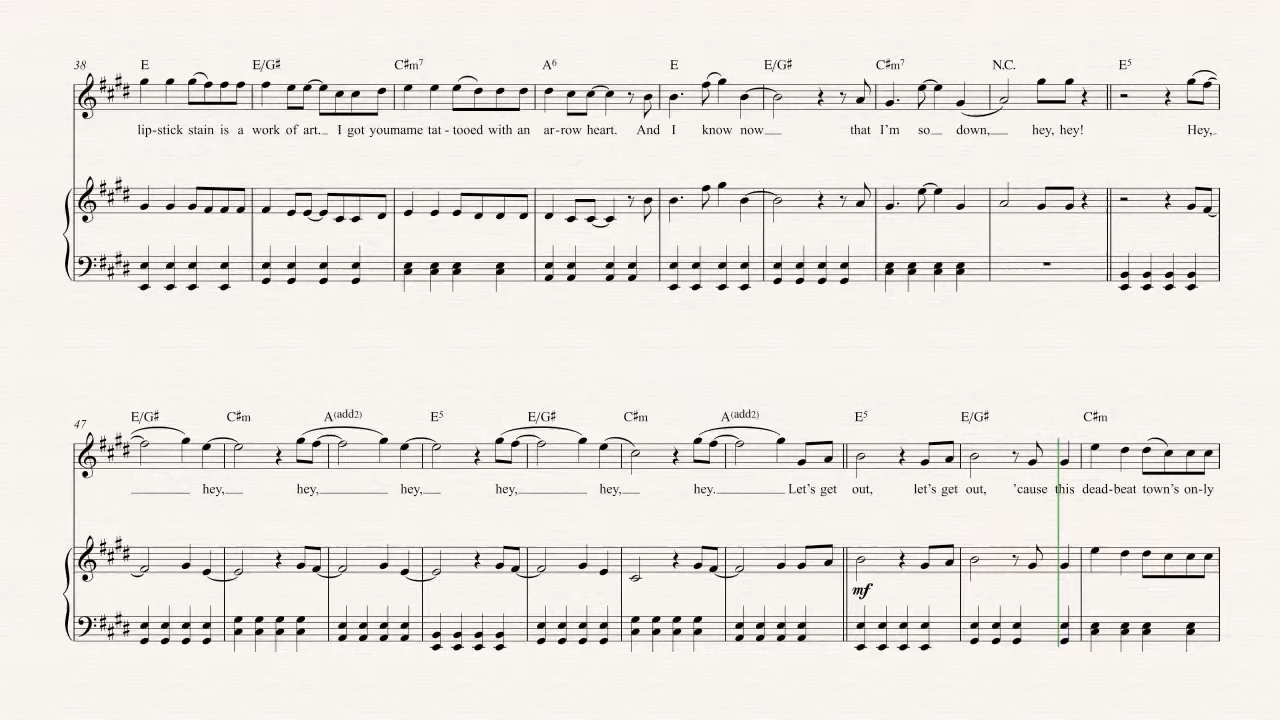 38 E E/G♯ C♯m7 A6 E E/G♯ C♯m7 N.C. E5
lip-stick stain is a work of art. I got youmame tat - tooed with an ar-row heart. And I know now that I'm so down, hey, hey! Hey,
47 E/G♯ C♯m A(add2) E5 E/G♯ C♯m A(add2) E5 E/G♯ C♯m
hey, hey, hey, hey, hey, hey. Let's get out, let's get out, 'cause this dead-beat town's on-ly
mf